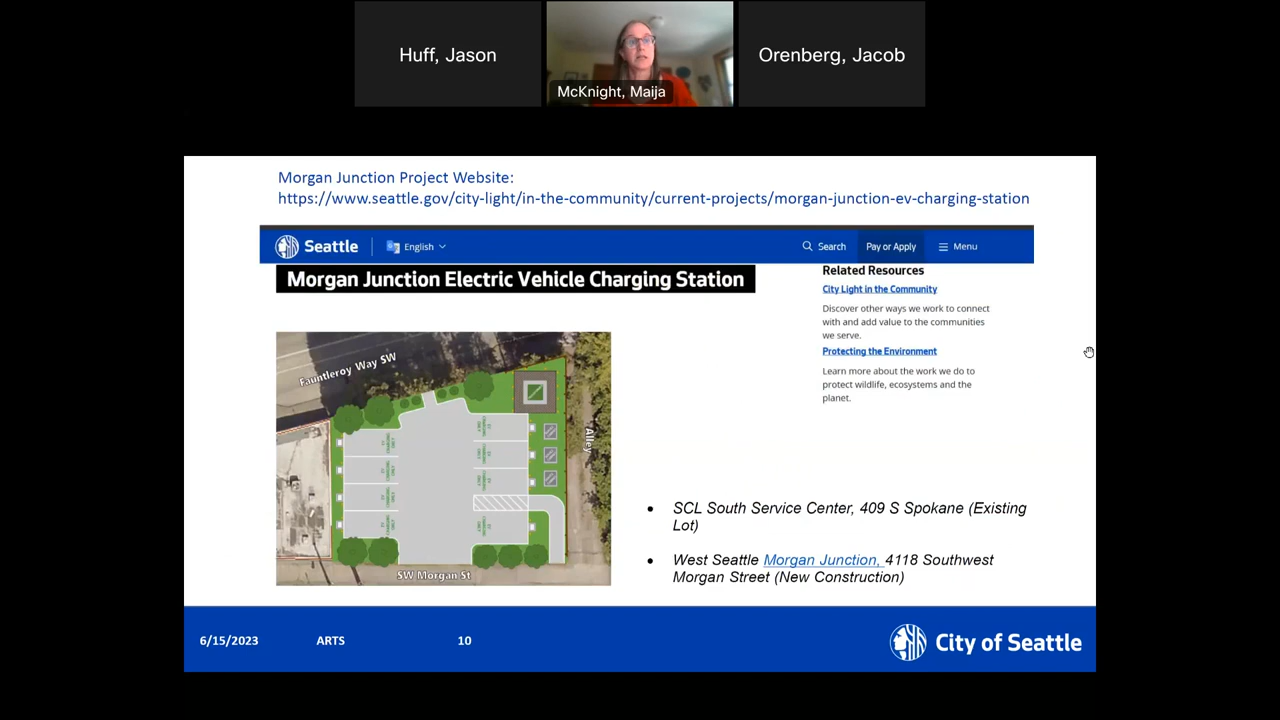 Huff, Jason
McKnight, Maija
Orenberg, Jacob
Morgan Junction Project Website:
https://www.seattle.gov/city-light/in-the-community/current-projects/morgan-junction-ev-charging-station
Seattle
English
Search
Pay or Apply
Menu
Morgan Junction Electric Vehicle Charging Station
Related Resources
City Light in the Community
Discover other ways we work to connect
with and add value to the communities
we serve.
Protecting the Environment
Learn more about the work we do to
protect wildlife, ecosystems and the
planet.
Fauntleroy Way SW
Alley
SW Morgan St
• SCL South Service Center, 409 S Spokane (Existing
Lot)
• West Seattle Morgan Junction, 4118 Southwest
Morgan Street (New Construction)
6/15/2023
ARTS
10
City of Seattle